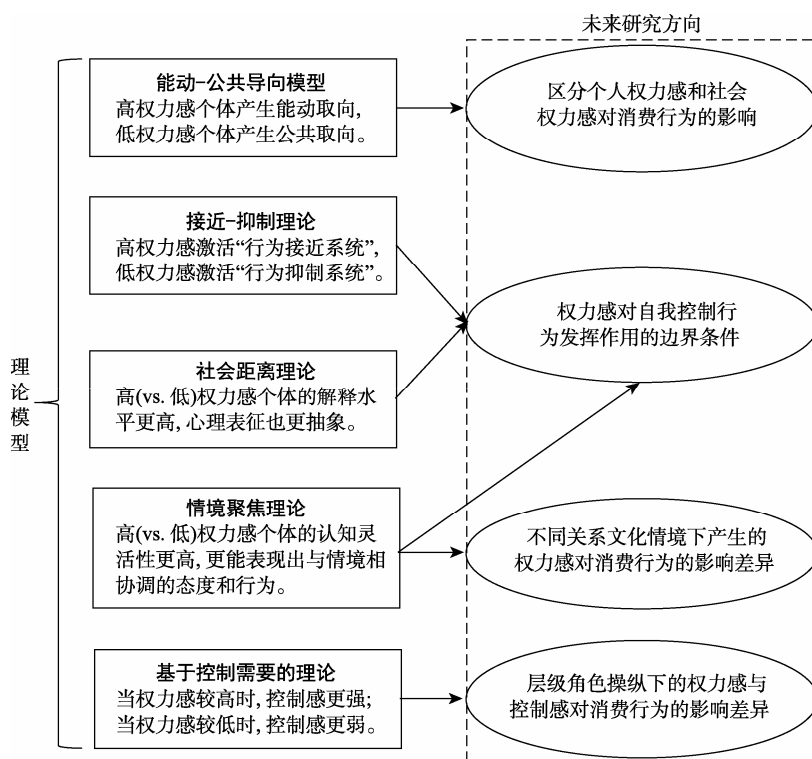 未来研究方向
能动-公共导向模型
高权力感个体产生能动取向,
低权力感个体产生公共取向。
区分个人权力感和社会
权力感对消费行为的影响
接近-抑制理论
高权力感激活“行为接近系统”,
低权力感激活“行为抑制系统”。
权力感对自我控制行
为发挥作用的边界条件
理论模型
社会距离理论
高(vs. 低)权力感个体的解释水
平更高, 心理表征也更抽象。
情境聚焦理论
高(vs. 低)权力感个体的认知灵
活性更高, 更能表现出与情境相
协调的态度和行为。
不同关系文化情境下产生的
权力感对消费行为的影响差异
基于控制需要的理论
当权力感较高时, 控制感更强;
当权力感较低时, 控制感更弱。
层级角色操纵下的权力感与
控制感对消费行为的影响差异